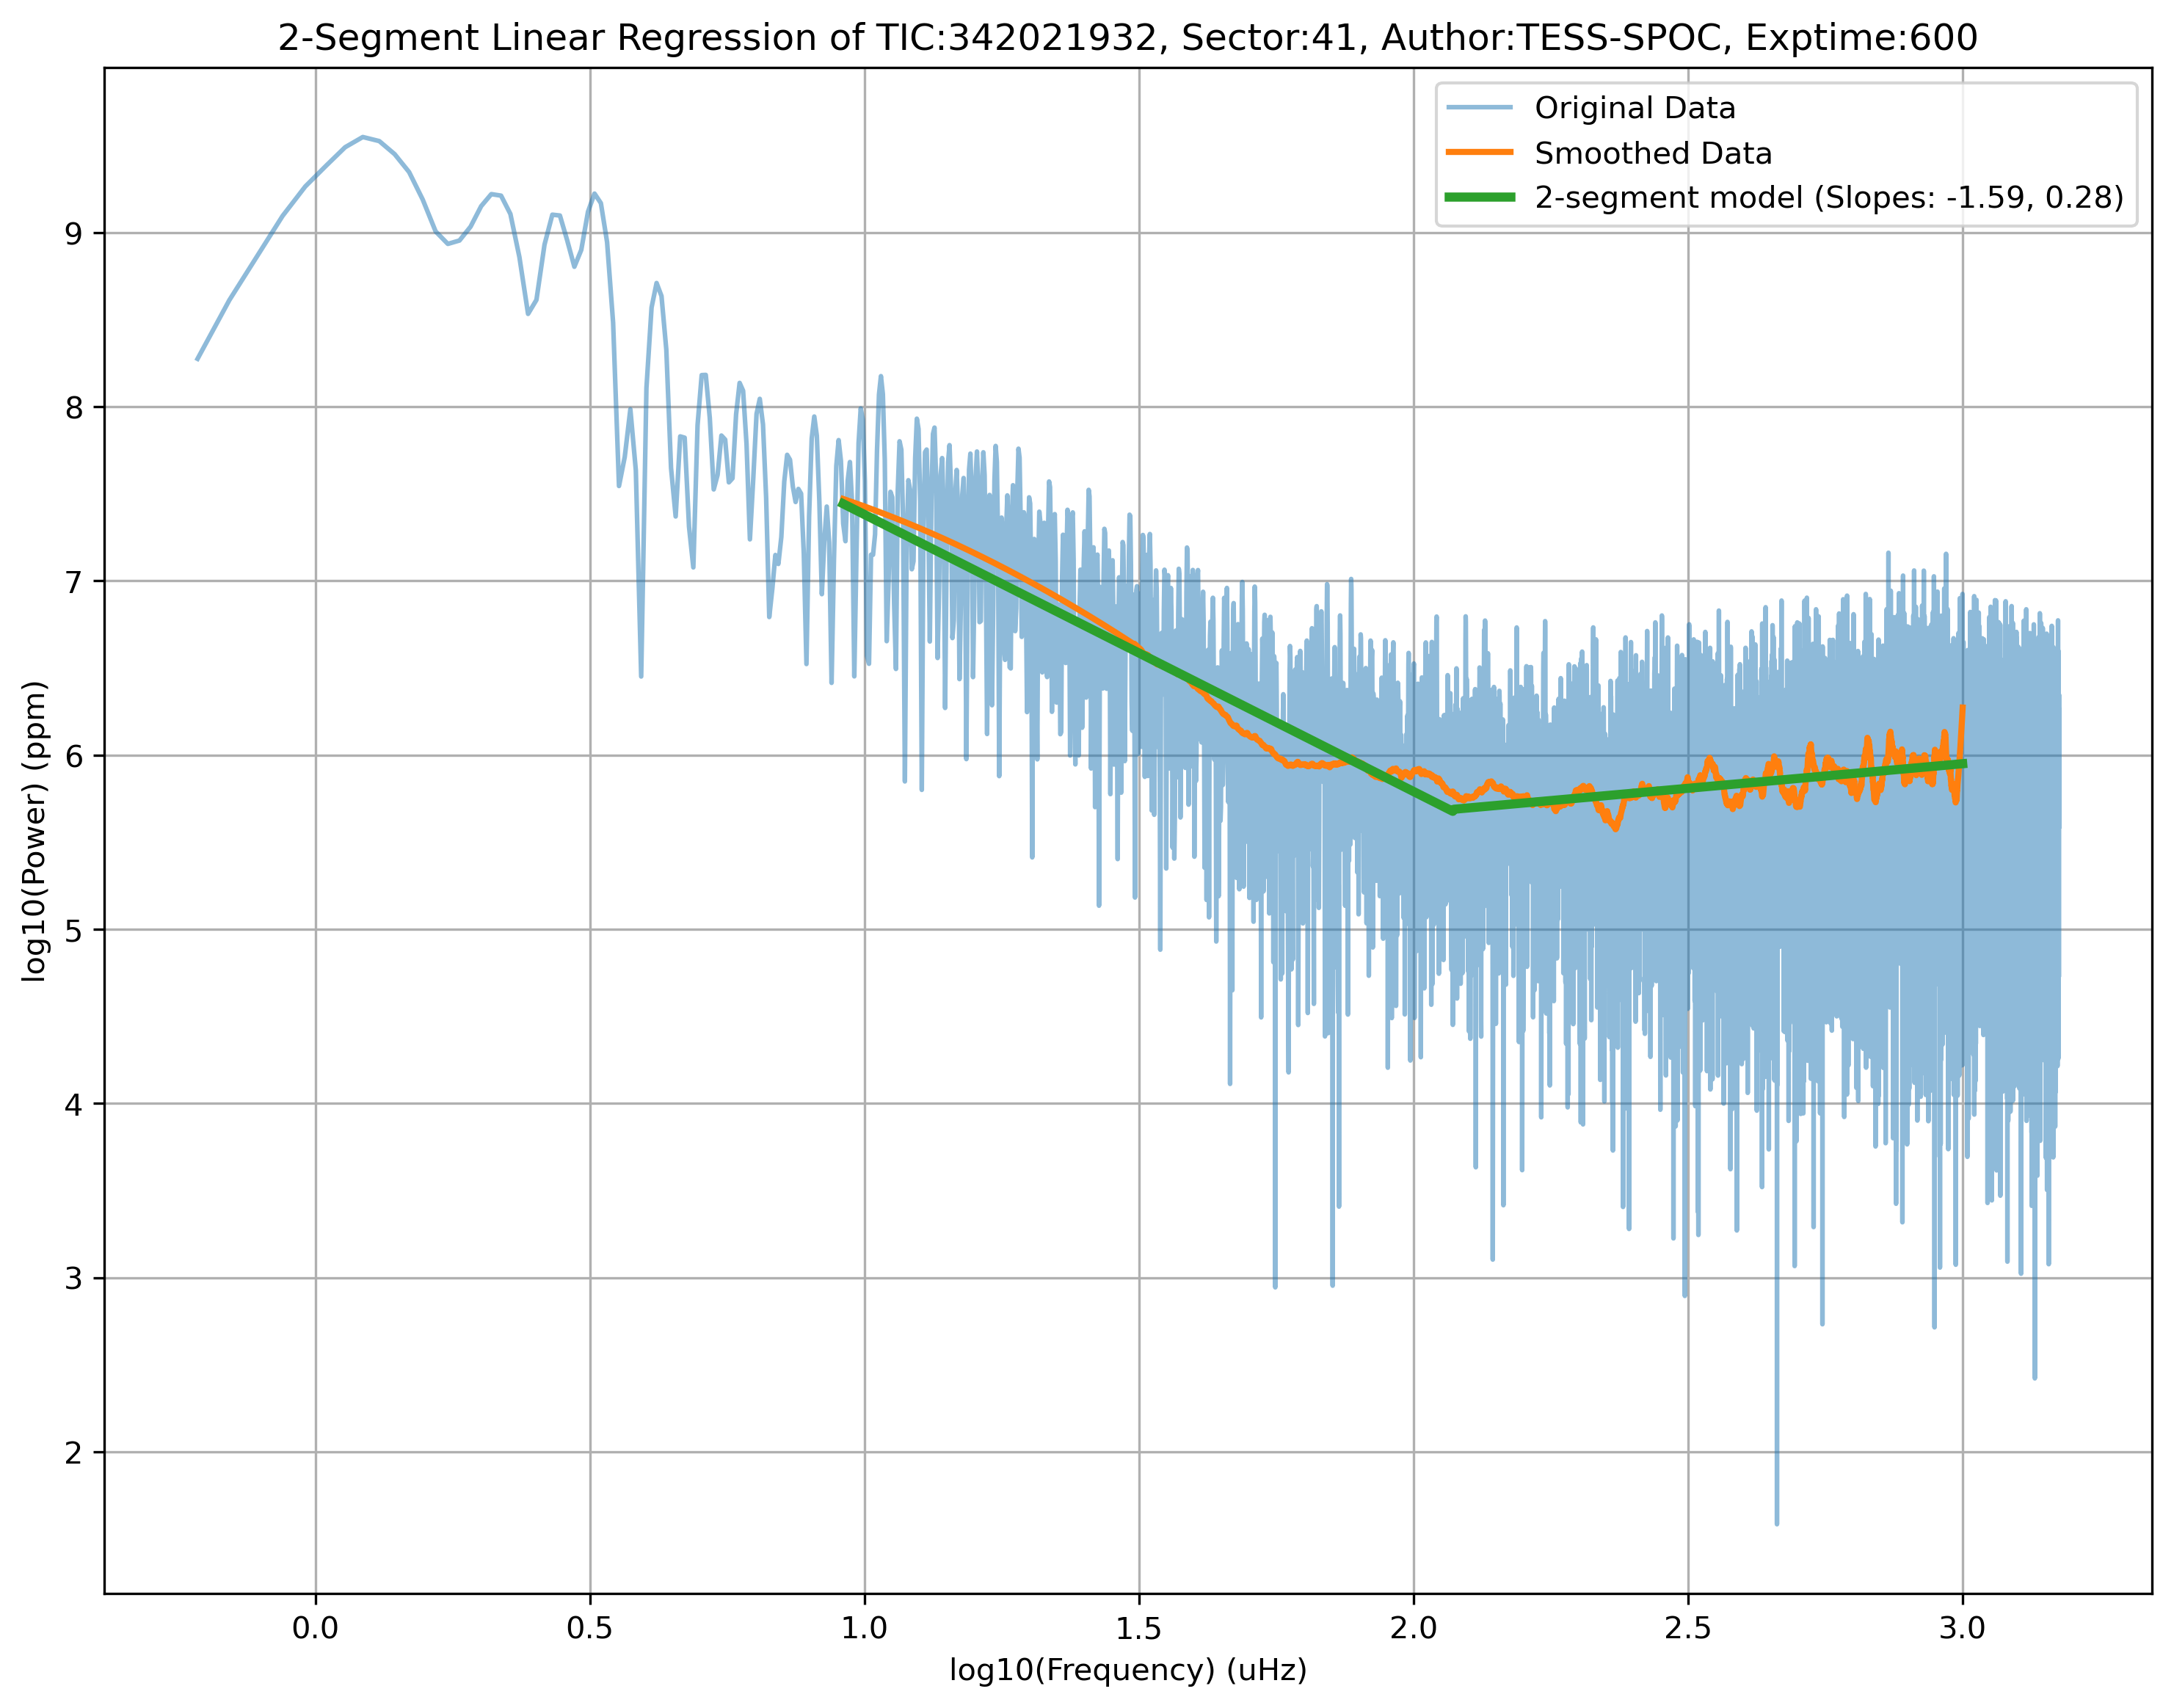 2-Segment Linear Regression of TIC:342021932, Sector:41, Author:TESS-SPOC, Exptime:600
Original Data
Smoothed Data
2-segment model (Slopes: -1.59, 0.28)
log10(Power) (ppm)
9
8
7
6
5
4
3
2
0.0 0.5 1.0 1.5 2.0 2.5 3.0
log10(Frequency) (uHz)